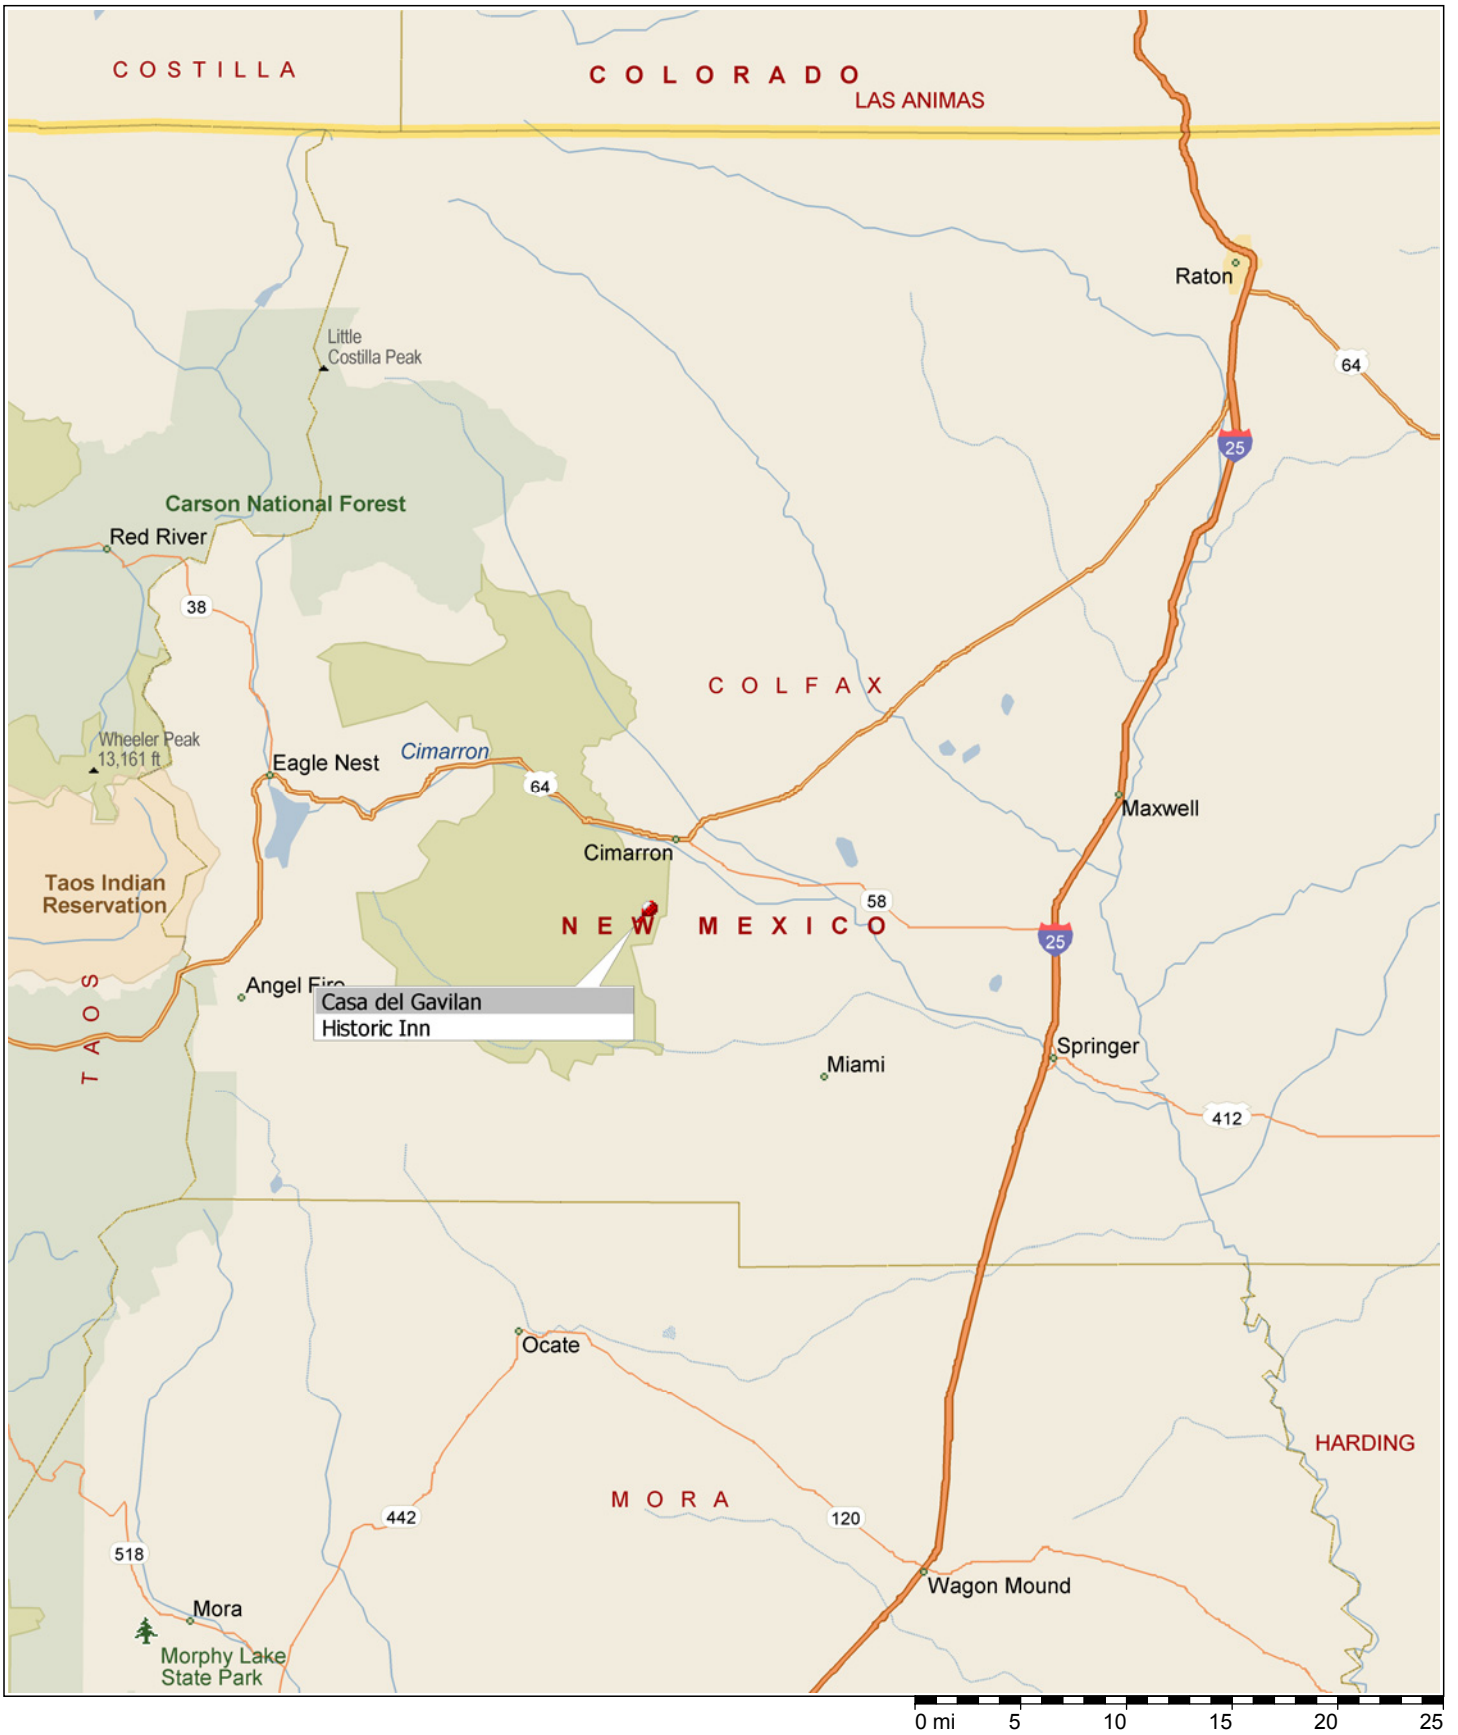 COSTILLA
COLORADO
LAS ANIMAS
Raton
64
Little
Costilla Peak
25
Carson National Forest
Red River
38
COLFAX
Wheeler Peak
13,161 ft
Eagle Nest
Cimarron
64
Maxwell
Cimarron
Taos Indian
Reservation
58
NEW MEXICO
25
TAOS
Angel Fire
Casa del Gavilan
Historic Inn
Springer
Miami
412
Ocate
HARDING
MORA
442
120
518
Wagon Mound
Mora
Morphy Lake
State Park
0 mi 5 10 15 20 25